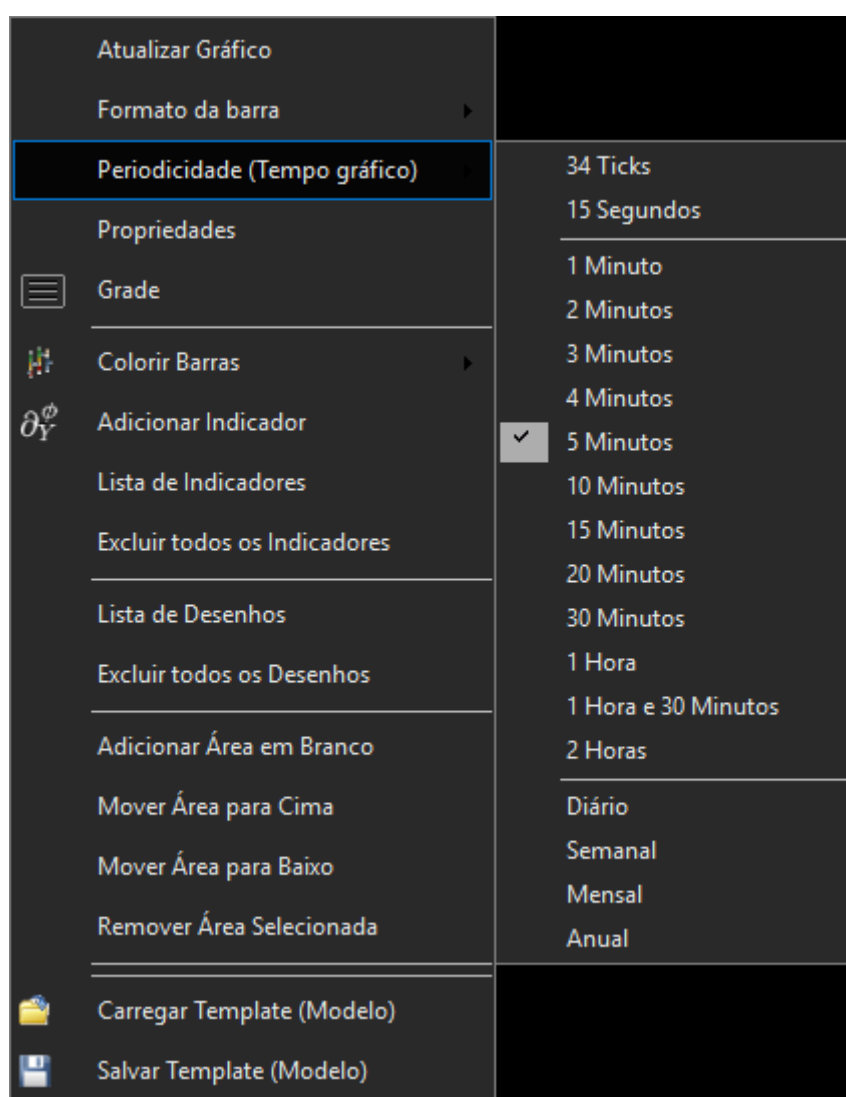 Atualizar Gráfico
Formato da barra
Periodicidade (Tempo gráfico)
Propriedades
Grade
Colorir Barras
Adicionar Indicador
Lista de Indicadores
Excluir todos os Indicadores
Lista de Desenhos
Excluir todos os Desenhos
Adicionar Área em Branco
Mover Área para Cima
Mover Área para Baixo
Remover Área Selecionada
Carregar Template (Modelo)
Salvar Template (Modelo)
34 Ticks
15 Segundos
1 Minuto
2 Minutos
3 Minutos
4 Minutos
5 Minutos
10 Minutos
15 Minutos
20 Minutos
30 Minutos
1 Hora
1 Hora e 30 Minutos
2 Horas
Diário
Semanal
Mensal
Anual